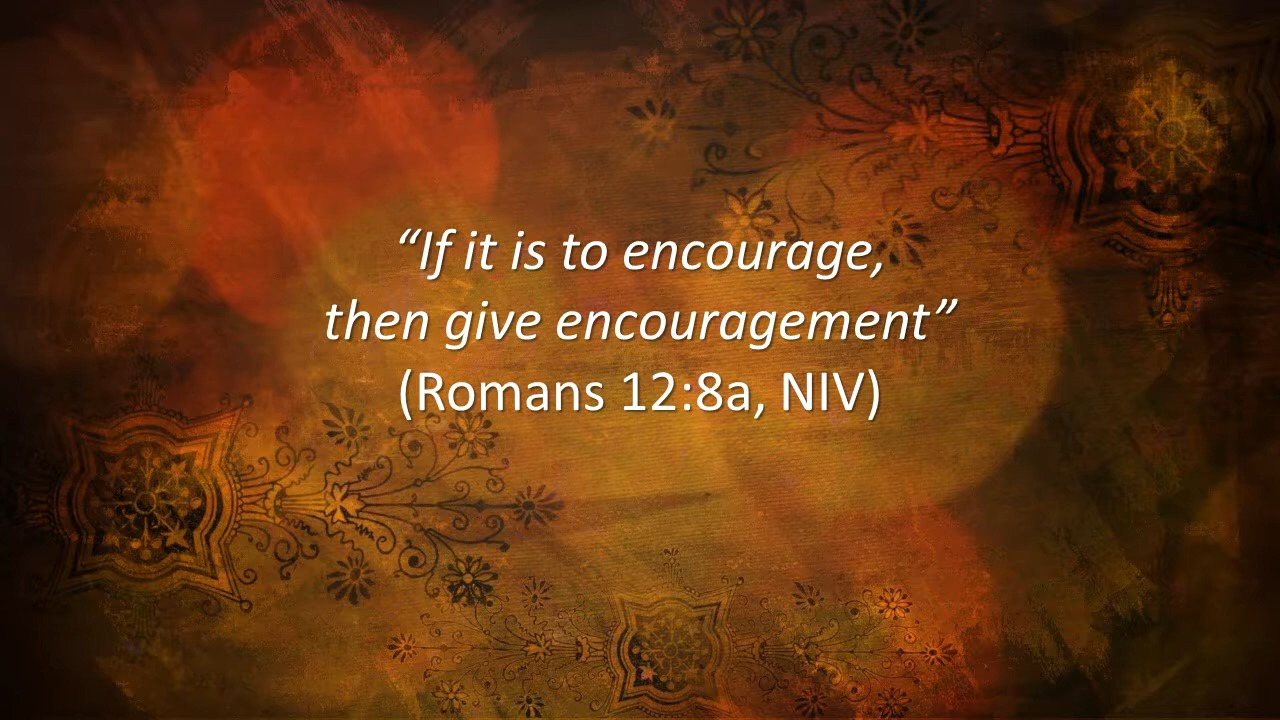 “If it is to encourage,
then give encouragement”
(Romans 12:8a, NIV)